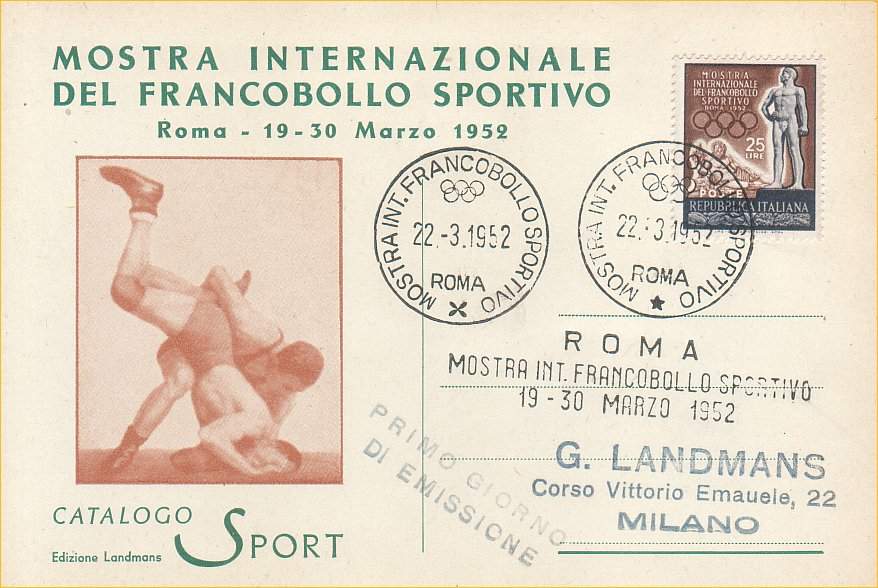 MOSTRA INTERNAZIONALE
DEL FRANCOBOLLO SPORTIVO
Roma - 19-30 Marzo 1952
MOSTRA
INTERNAZIONALE
DEL FRANCOBOLLO
SPORTIVO
ROMA · 1952
25
LIRE
POSTE
REPUBBLICA ITALIANA
MOSTRA INT. FRANCOBOLLO SPORTIVO
22.-3.1952
ROMA
MOSTRA INT. FRANCOBOLLO SPORTIVO
22.-3.1952
ROMA
ROMA
MOSTRA INT. FRANCOBOLLO SPORTIVO
19-30 MARZO 1952
PRIMO GIORNO
DI EMISSIONE
G. LANDMANS
Corso Vittorio Emauele, 22
MILANO
CATALOGO
SPORT
Edizione Landmans